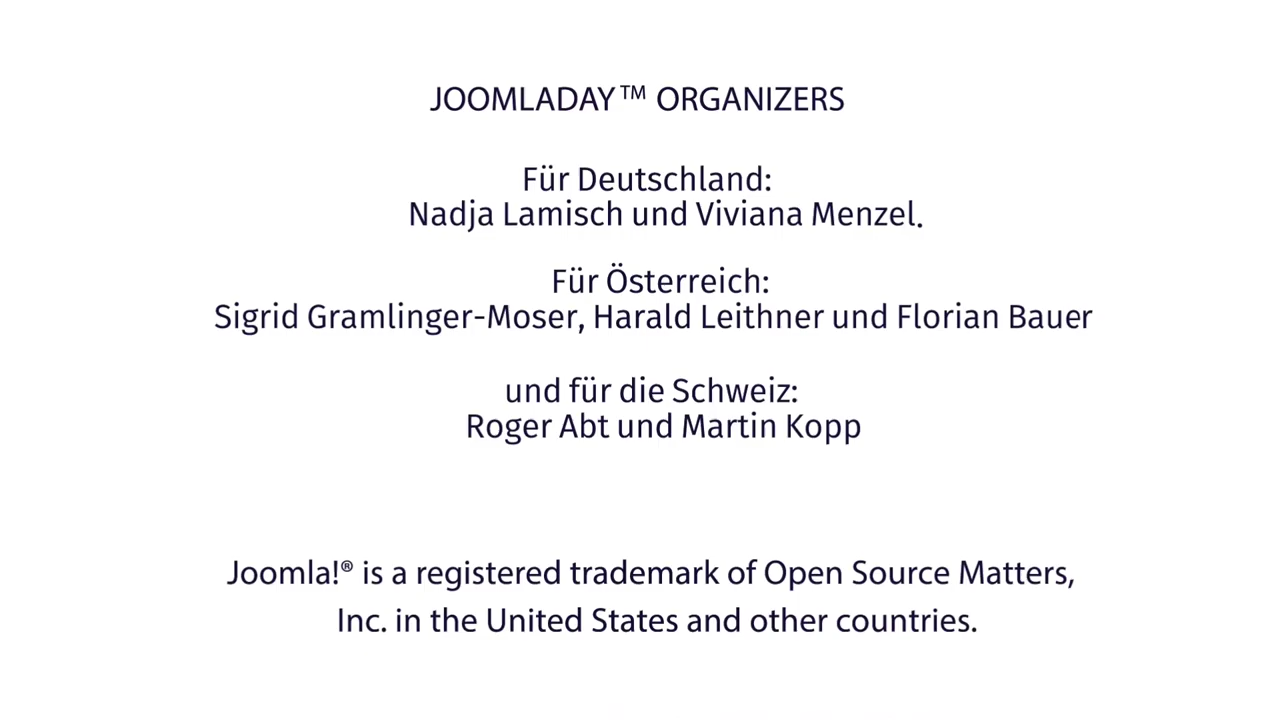 JOOMLADAY™ ORGANIZERS
Für Deutschland:
Nadja Lamisch und Viviana Menzel.
Für Österreich:
Sigrid Gramlinger-Moser, Harald Leithner und Florian Bauer
und für die Schweiz:
Roger Abt und Martin Kopp
Joomla!® is a registered trademark of Open Source Matters,
Inc. in the United States and other countries.